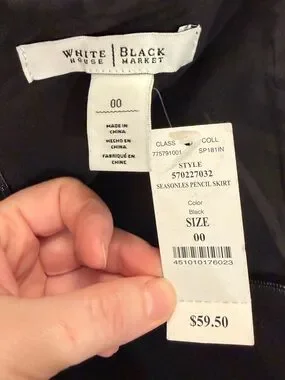 WHITE | BLACK
HOUSE | MARKET
00
MADE IN
CHINA
HECHO EN
CHINA
FABRIQUÉ EN
CHINE
CLASS COLL
775791001 SP181IN
STYLE
570227032
SEASONLES PENCIL SKIRT
Color
Black
SIZE
00
451010176023
$59.50